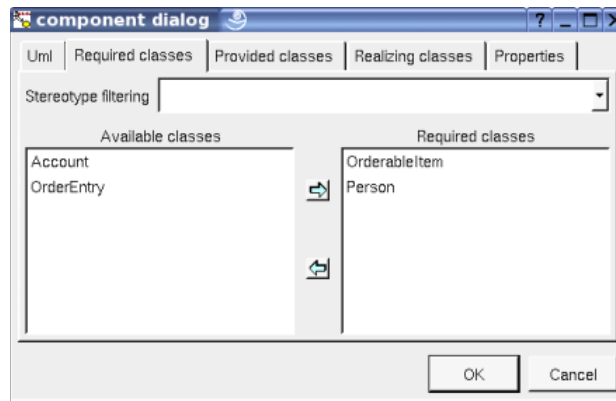 component dialog
Uml Required classes Provided classes Realizing classes Properties
Stereotype filtering
Available classes Required classes
Account OrderableItem
OrderEntry Person
OK Cancel